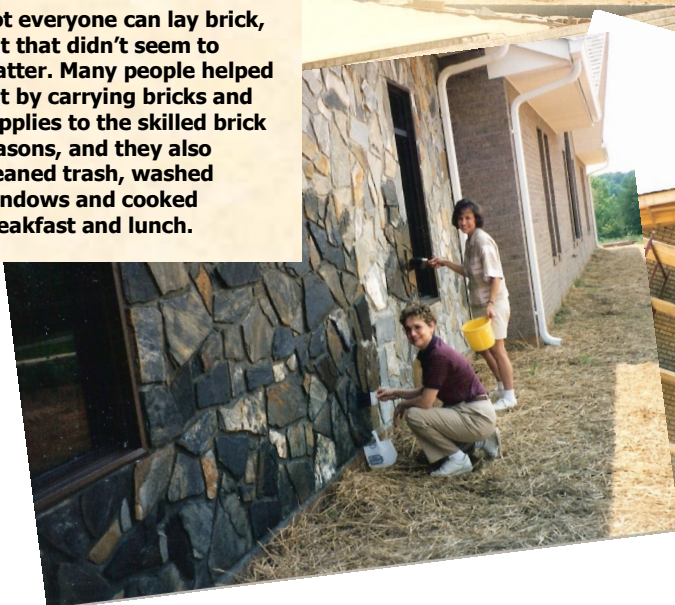 ot everyone can lay brick,
t that didn’t seem to
atter. Many people helped
t by carrying bricks and
pplies to the skilled brick
asons, and they also
eaned trash, washed
ndows and cooked
eakfast and lunch.